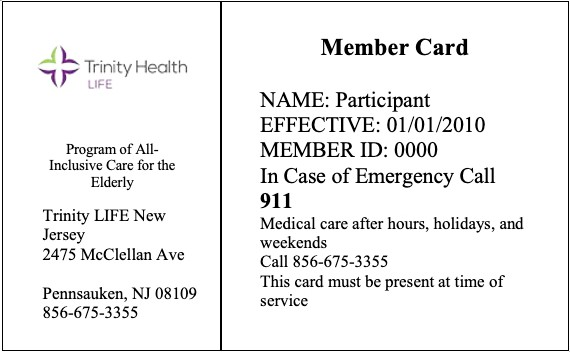 Trinity Health
LIFE
Program of All-
Inclusive Care for the
Elderly
Trinity LIFE New
Jersey
2475 McClellan Ave
Pennsauken, NJ 08109
856-675-3355
Member Card
NAME: Participant
EFFECTIVE: 01/01/2010
MEMBER ID: 0000
In Case of Emergency Call
911
Medical care after hours, holidays, and
weekends
Call 856-675-3355
This card must be present at time of
service